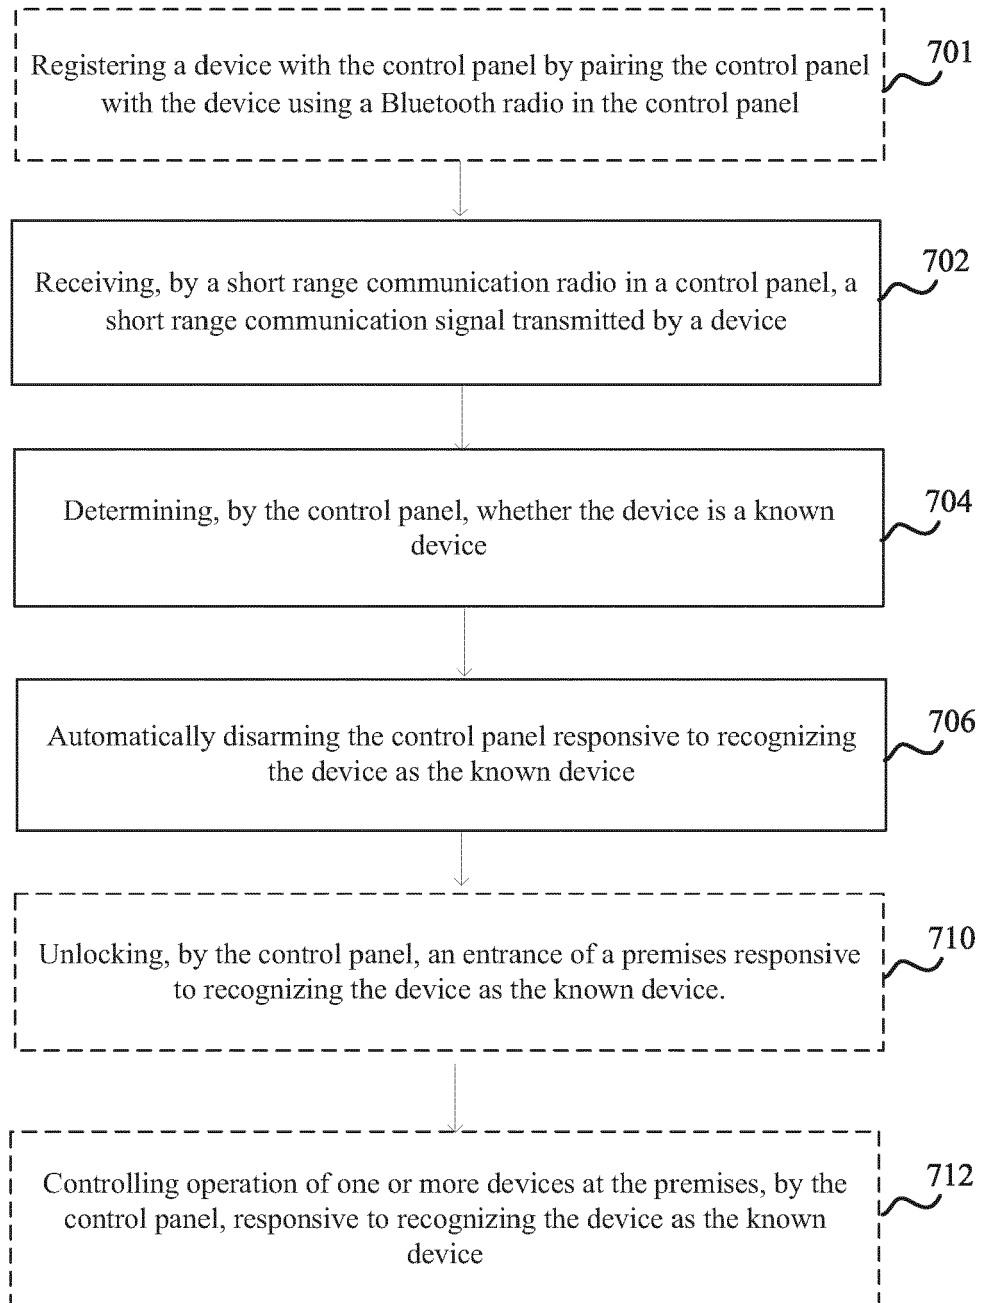 Registering a device with the control panel by pairing the control panel
with the device using a Bluetooth radio in the control panel
701
Receiving, by a short range communication radio in a control panel, a
short range communication signal transmitted by a device
702
Determining, by the control panel, whether the device is a known
device
704
Automatically disarming the control panel responsive to recognizing
the device as the known device
706
Unlocking, by the control panel, an entrance of a premises responsive
to recognizing the device as the known device.
710
Controlling operation of one or more devices at the premises, by the
control panel, responsive to recognizing the device as the known
device
712